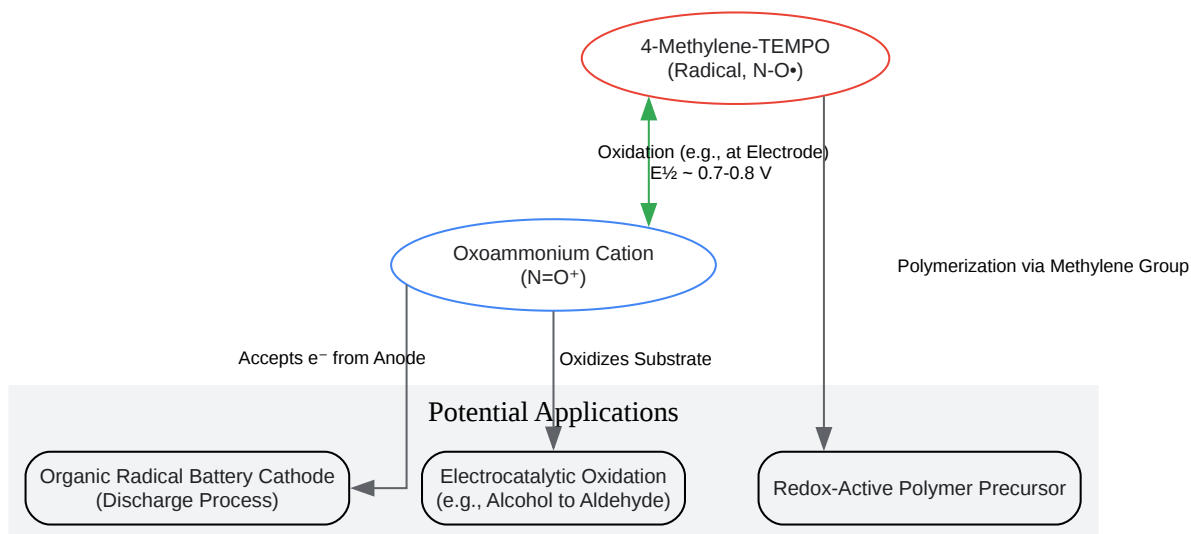 4-Methylene-TEMPO
(Radical, N-O•)
Oxidation (e.g., at Electrode)
E½ ~ 0.7-0.8 V
Oxoammonium Cation
(N=O⁺)
Polymerization via Methylene Group
Accepts e⁻ from Anode
Oxidizes Substrate
Potential Applications
Organic Radical Battery Cathode
(Discharge Process)
Electrocatalytic Oxidation
(e.g., Alcohol to Aldehyde)
Redox-Active Polymer Precursor